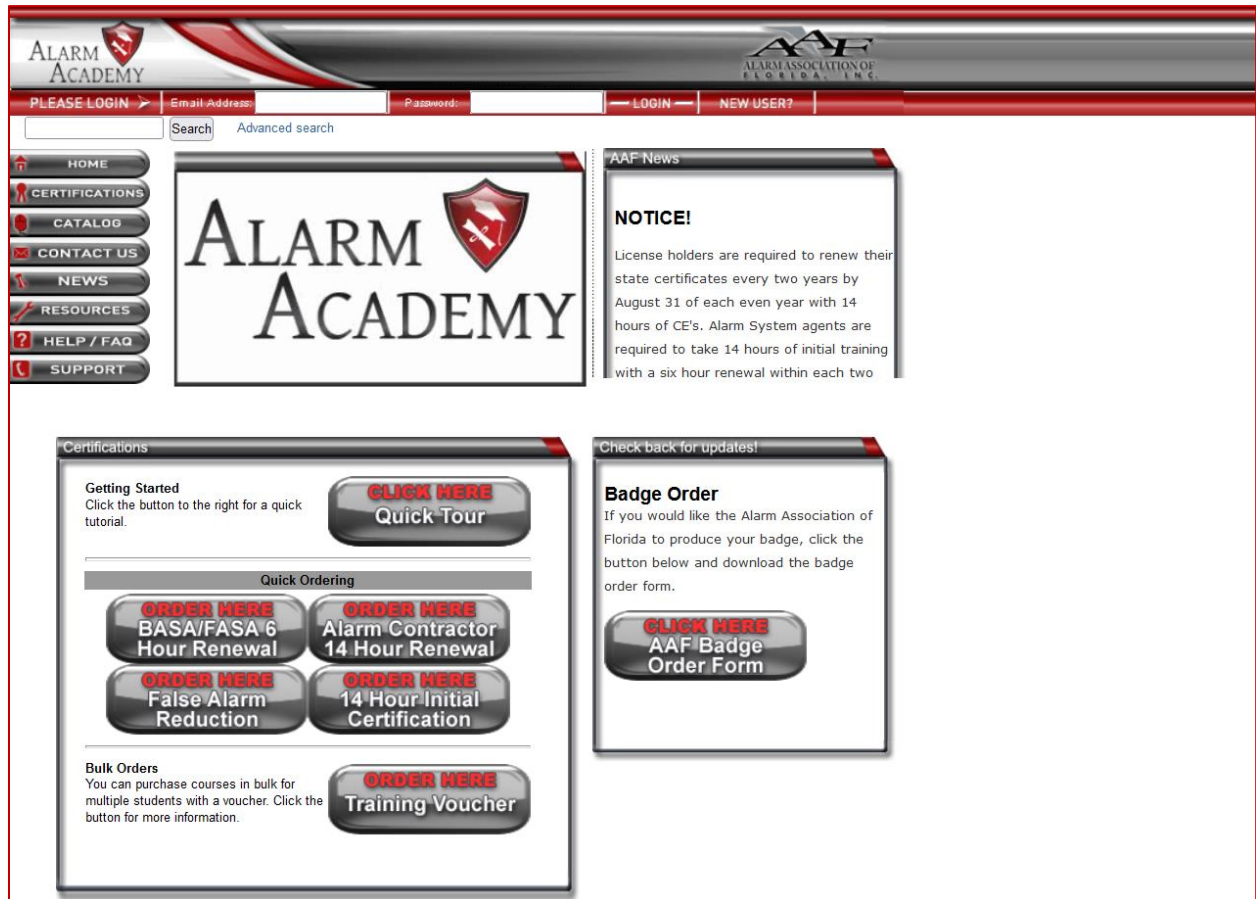 ALARM
ACADEMY
AAF
ALARM ASSOCIATION OF
FLORIDA, INC.
PLEASE LOGIN
Email Address:
Password:
LOGIN
NEW USER?
Search
Advanced search
HOME
CERTIFICATIONS
CATALOG
CONTACT US
NEWS
RESOURCES
HELP / FAQ
SUPPORT
ALARM
ACADEMY
AAF News
NOTICE!
License holders are required to renew their
state certificates every two years by
August 31 of each even year with 14
hours of CE's. Alarm System agents are
required to take 14 hours of initial training
with a six hour renewal within each two
Certifications
Getting Started
Click the button to the right for a quick
tutorial.
CLICK HERE
Quick Tour
Quick Ordering
ORDER HERE
BASA/FASA 6
Hour Renewal
ORDER HERE
Alarm Contractor
14 Hour Renewal
ORDER HERE
False Alarm
Reduction
ORDER HERE
14 Hour Initial
Certification
Bulk Orders
You can purchase courses in bulk for
multiple students with a voucher. Click the
button for more information.
ORDER HERE
Training Voucher
Check back for updates!
Badge Order
If you would like the Alarm Association of
Florida to produce your badge, click the
button below and download the badge
order form.
CLICK HERE
AAF Badge
Order Form